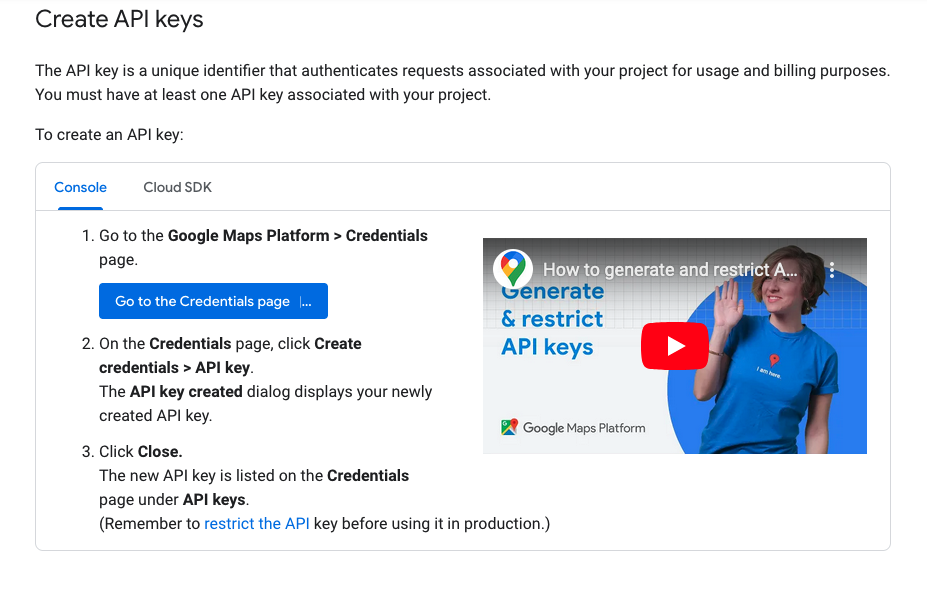 Create API keys
The API key is a unique identifier that authenticates requests associated with your project for usage and billing purposes.
You must have at least one API key associated with your project.
To create an API key:
Console
Cloud SDK
1. Go to the Google Maps Platform > Credentials
page.
Go to the Credentials page |...
2. On the Credentials page, click Create
credentials > API key.
The API key created dialog displays your newly
created API key.
3. Click Close.
The new API key is listed on the Credentials
page under API keys.
(Remember to restrict the API key before using it in production.)
How to generate and restrict A...
Generate
& restrict
API keys
I am here.
Google Maps Platform